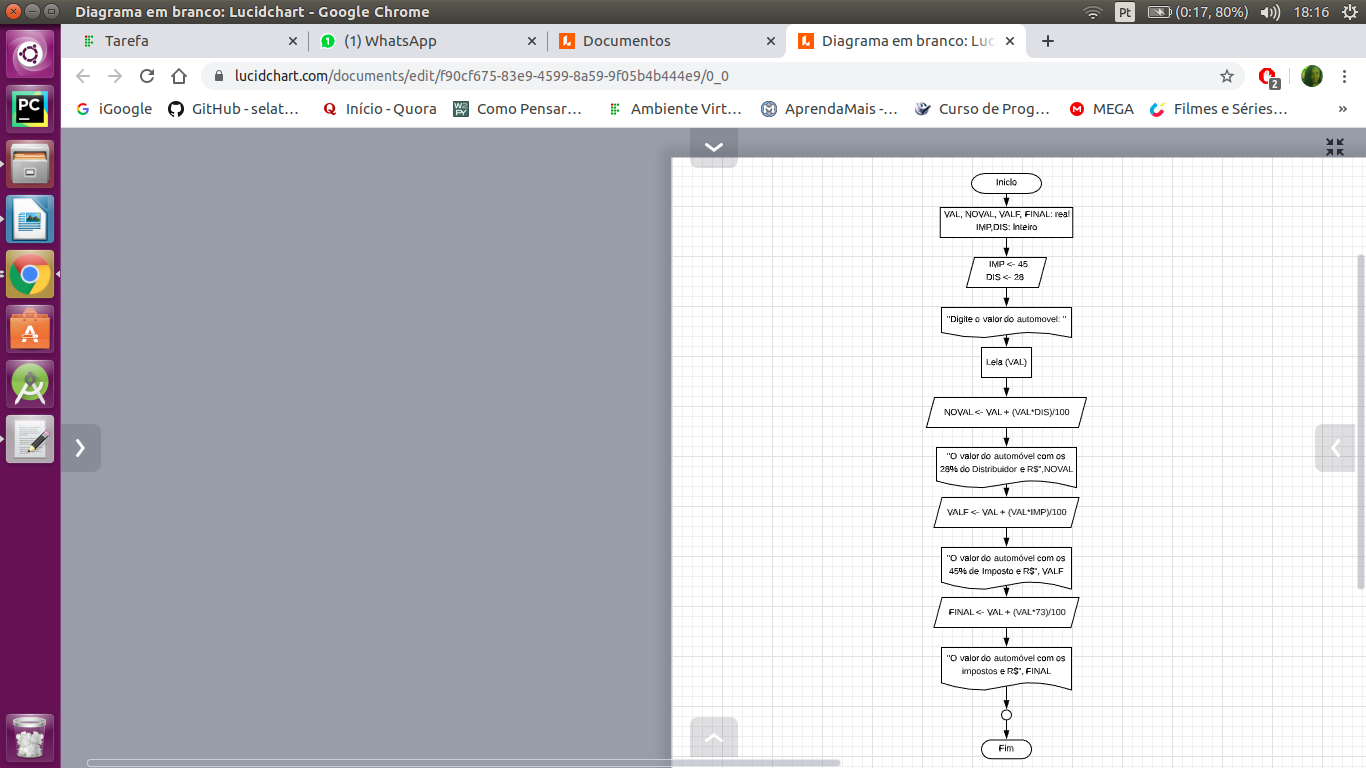 Diagrama em branco: Lucidchart - Google Chrome
Pt
(0:17, 80%)
18:16
Tarefa
(1) WhatsApp
Documentos
Diagrama em branco: Luc
lucidchart.com/documents/edit/f90cf675-83e9-4599-8a59-9f05b4b444e9/0_0
2
iGoogle
GitHub - selat…
Início - Quora
Como Pensar…
Ambiente Virt…
AprendaMais -…
Curso de Prog…
MEGA
Filmes e Séries…
»
PC
Inicio
VAL, NOVAL, VALF, FINAL: real
IMP,DIS: Inteiro
IMP <- 45
DIS <- 28
"Digite o valor do automovel: "
Leia (VAL)
NOVAL <- VAL + (VAL*DIS)/100
"O valor do automóvel com os
28% do Distribuidor e R$",NOVAL
VALF <- VAL + (VAL*IMP)/100
"O valor do automóvel com os
45% de Imposto e R$", VALF
FINAL <- VAL + (VAL*73)/100
"O valor do automóvel com os
impostos e R$", FINAL
Fim